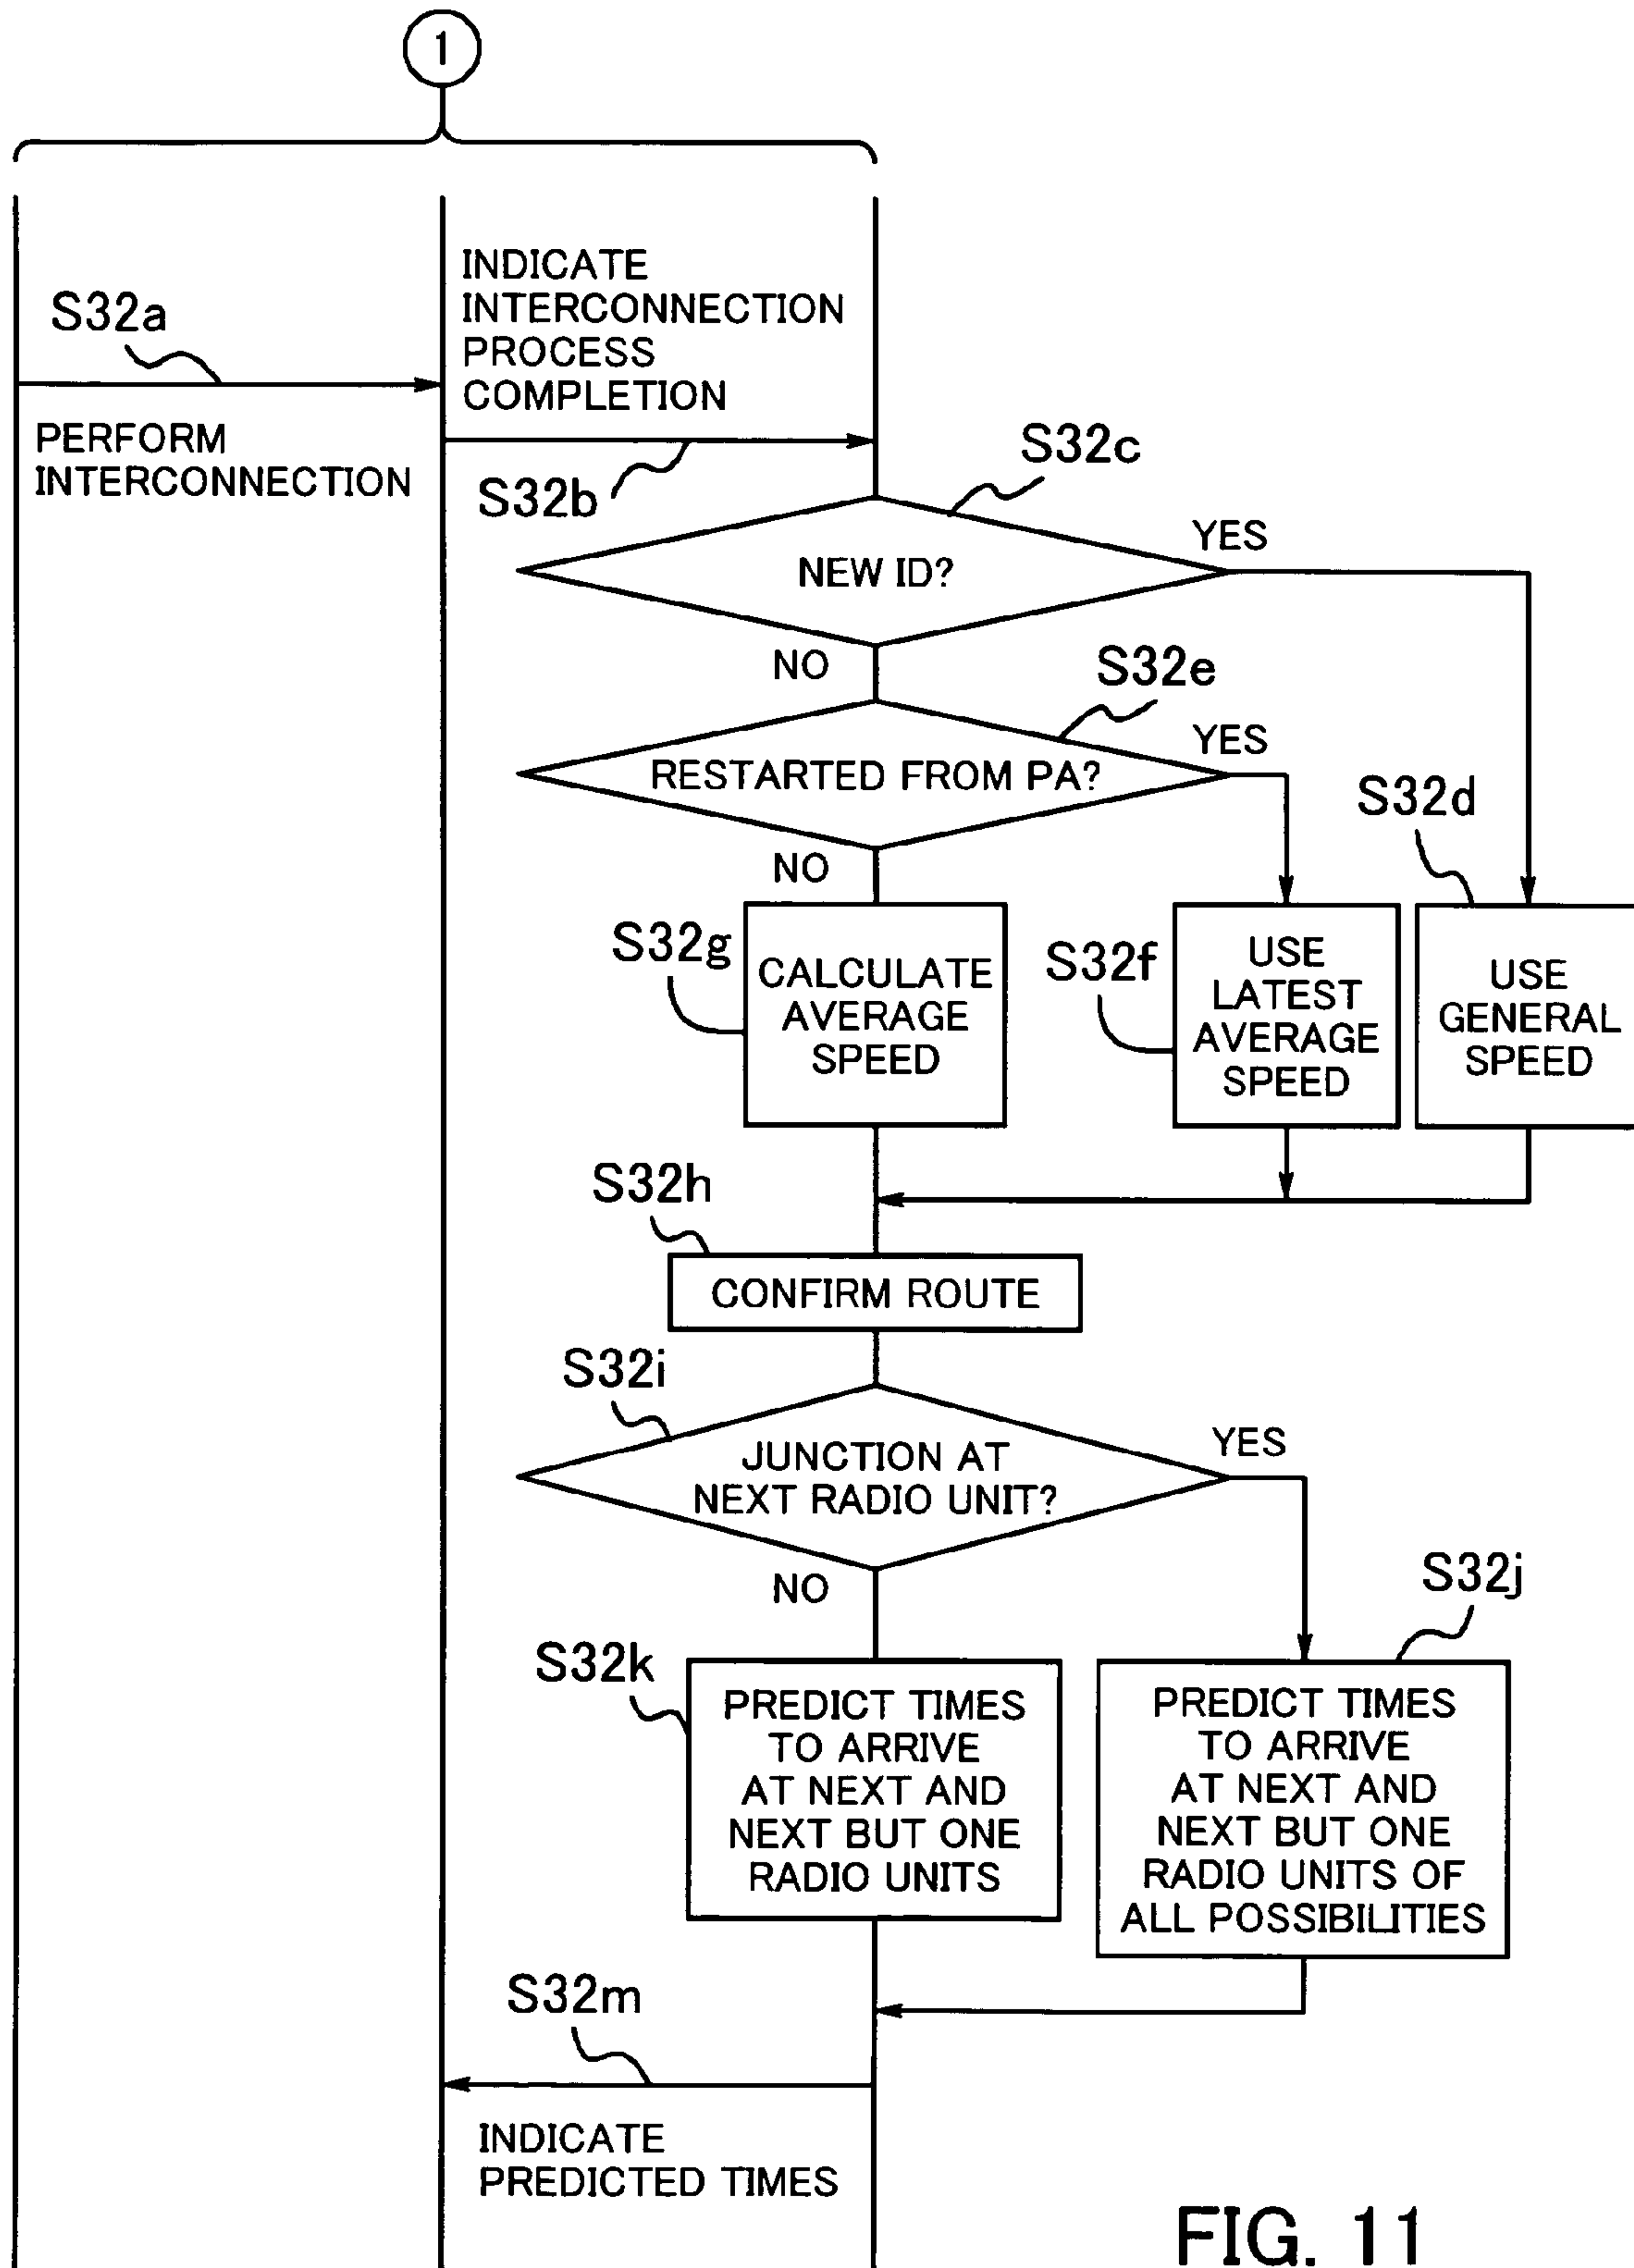 1
S32a
PERFORM
INTERCONNECTION
INDICATE
INTERCONNECTION
PROCESS
COMPLETION
S32b
S32c
NEW ID?
YES
NO
S32e
RESTARTED FROM PA?
YES
NO
S32d
S32g
CALCULATE
AVERAGE
SPEED
S32f
USE
LATEST
AVERAGE
SPEED
USE
GENERAL
SPEED
S32h
CONFIRM ROUTE
S32i
JUNCTION AT
NEXT RADIO UNIT?
YES
NO
S32j
S32k
PREDICT TIMES
TO ARRIVE
AT NEXT AND
NEXT BUT ONE
RADIO UNITS
PREDICT TIMES
TO ARRIVE
AT NEXT AND
NEXT BUT ONE
RADIO UNITS OF
ALL POSSIBILITIES
S32m
INDICATE
PREDICTED TIMES
FIG. 11